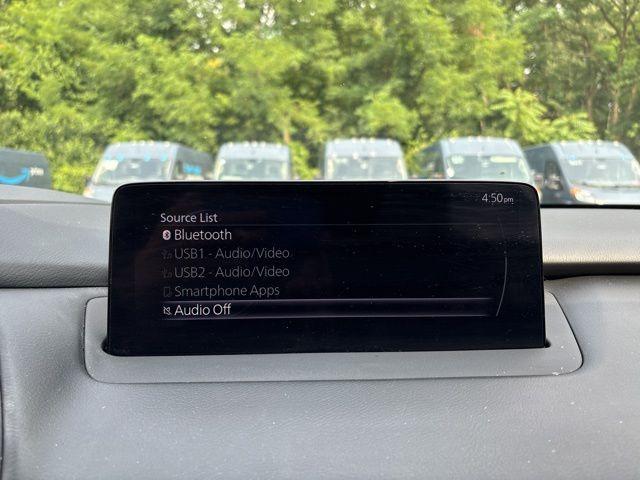 4:50pm
Source List
Bluetooth
USB1 - Audio/Video
USB2 - Audio/Video
Smartphone Apps
Audio Off